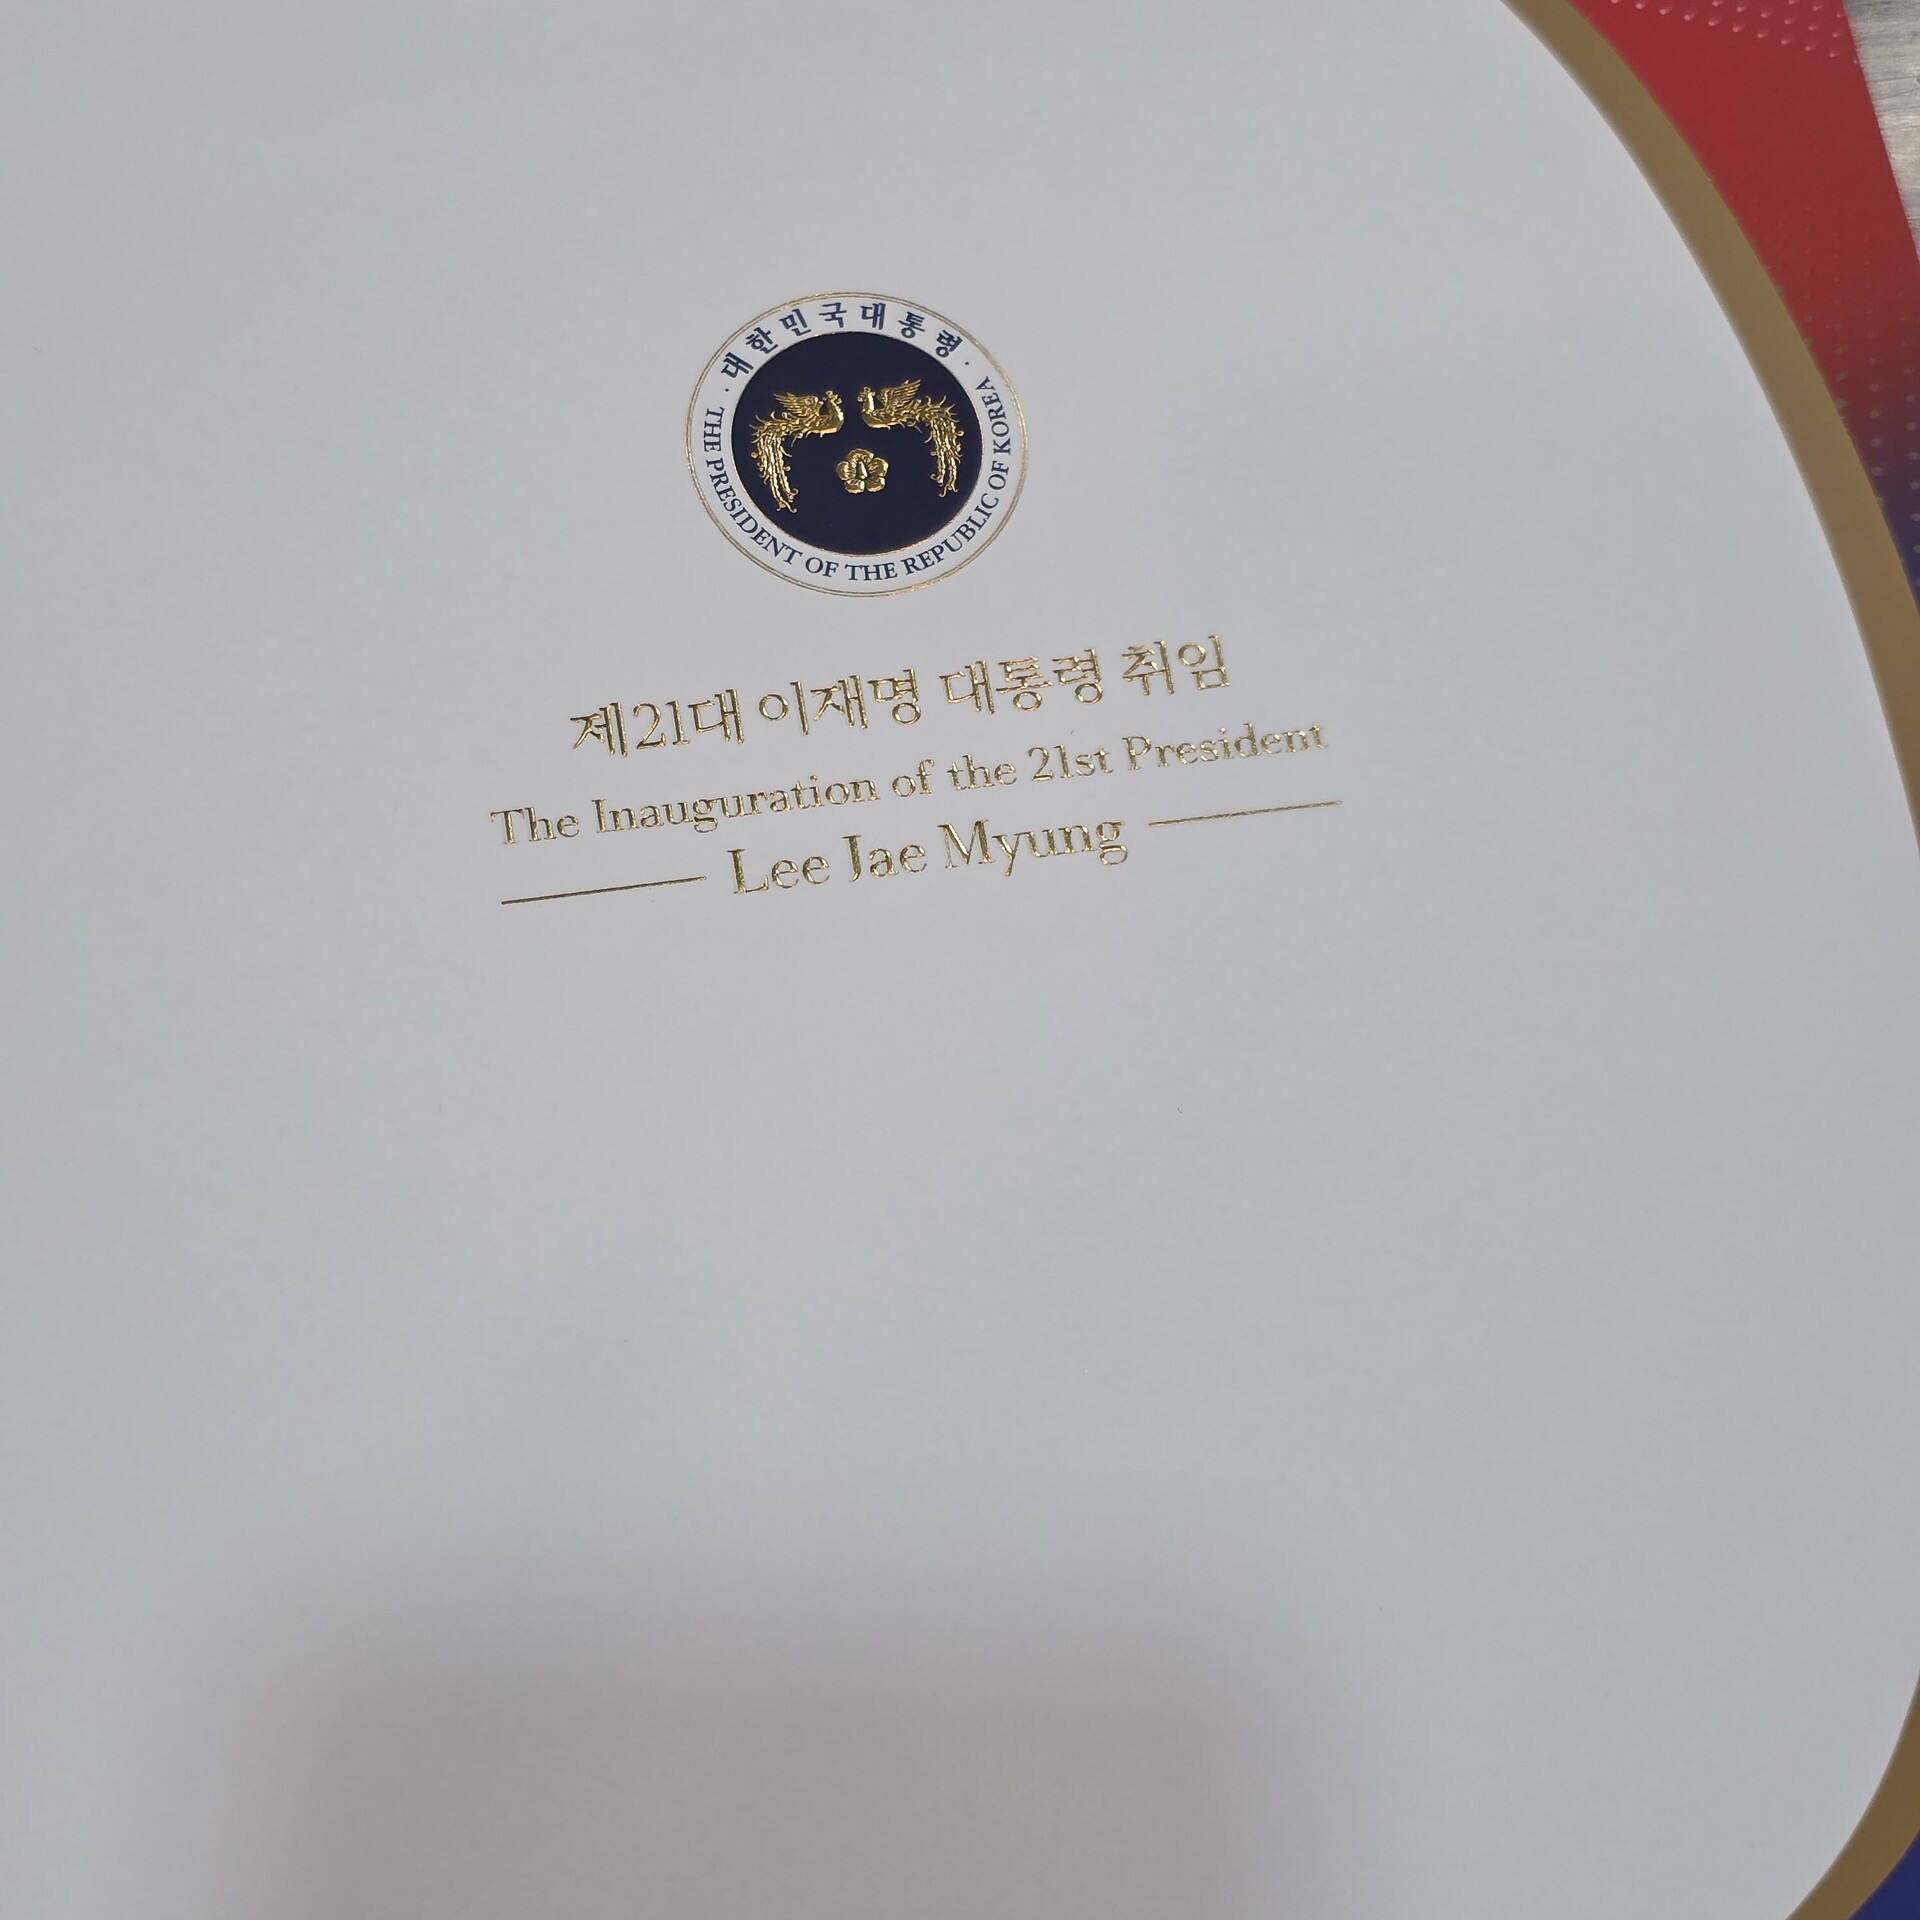 · 대한민국대통령 ·
THE PRESIDENT OF THE REPUBLIC OF KOREA
제21대 이재명 대통령 취임
The Inauguration of the 21st President
Lee Jae Myung